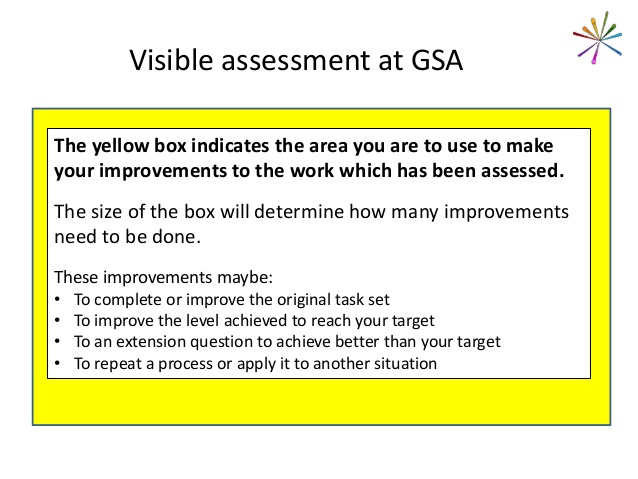 Visible assessment at GSA
The yellow box indicates the area you are to use to make
your improvements to the work which has been assessed.
The size of the box will determine how many improvements
need to be done.
These improvements maybe:
• To complete or improve the original task set
• To improve the level achieved to reach your target
• To an extension question to achieve better than your target
• To repeat a process or apply it to another situation